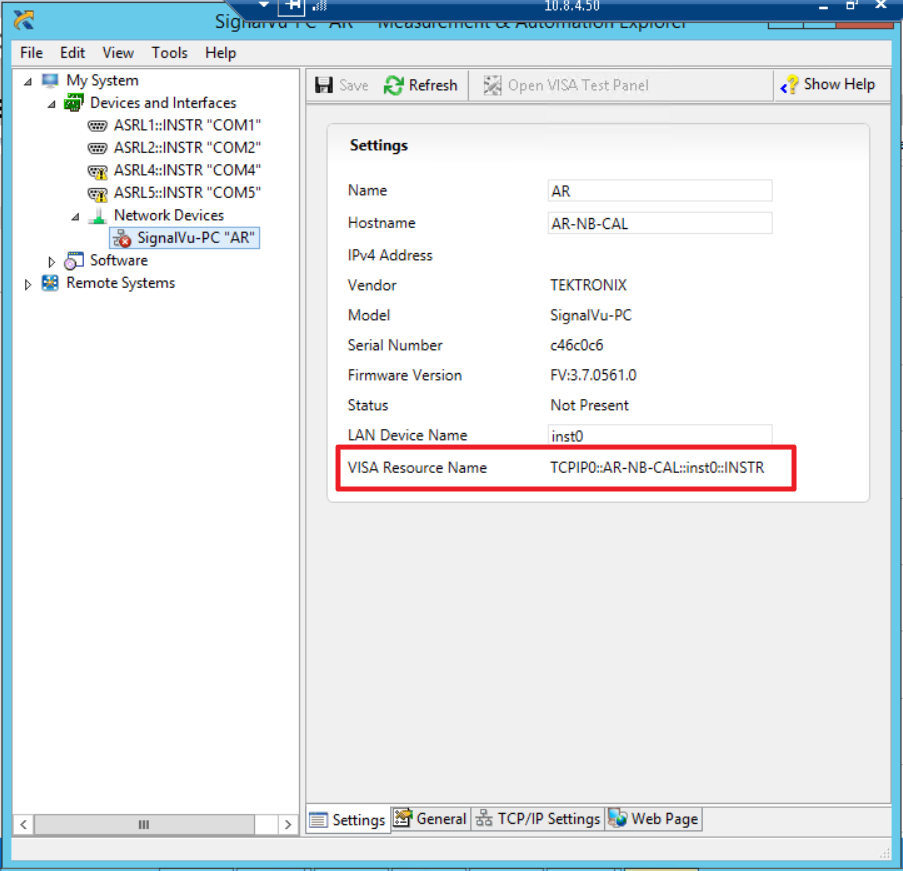 10.8.4.50
SignalVu-PC "AR" - Measurement & Automation Explorer
File Edit View Tools Help
My System
Devices and Interfaces
ASRL1::INSTR "COM1"
ASRL2::INSTR "COM2"
ASRL4::INSTR "COM4"
ASRL5::INSTR "COM5"
Network Devices
SignalVu-PC "AR"
Software
Remote Systems
Save Refresh Open VISA Test Panel Show Help
Settings
Name AR
Hostname AR-NB-CAL
IPv4 Address
Vendor TEKTRONIX
Model SignalVu-PC
Serial Number c46c0c6
Firmware Version FV:3.7.0561.0
Status Not Present
LAN Device Name inst0
VISA Resource Name TCPIP0::AR-NB-CAL::inst0::INSTR
Settings General TCP/IP Settings Web Page